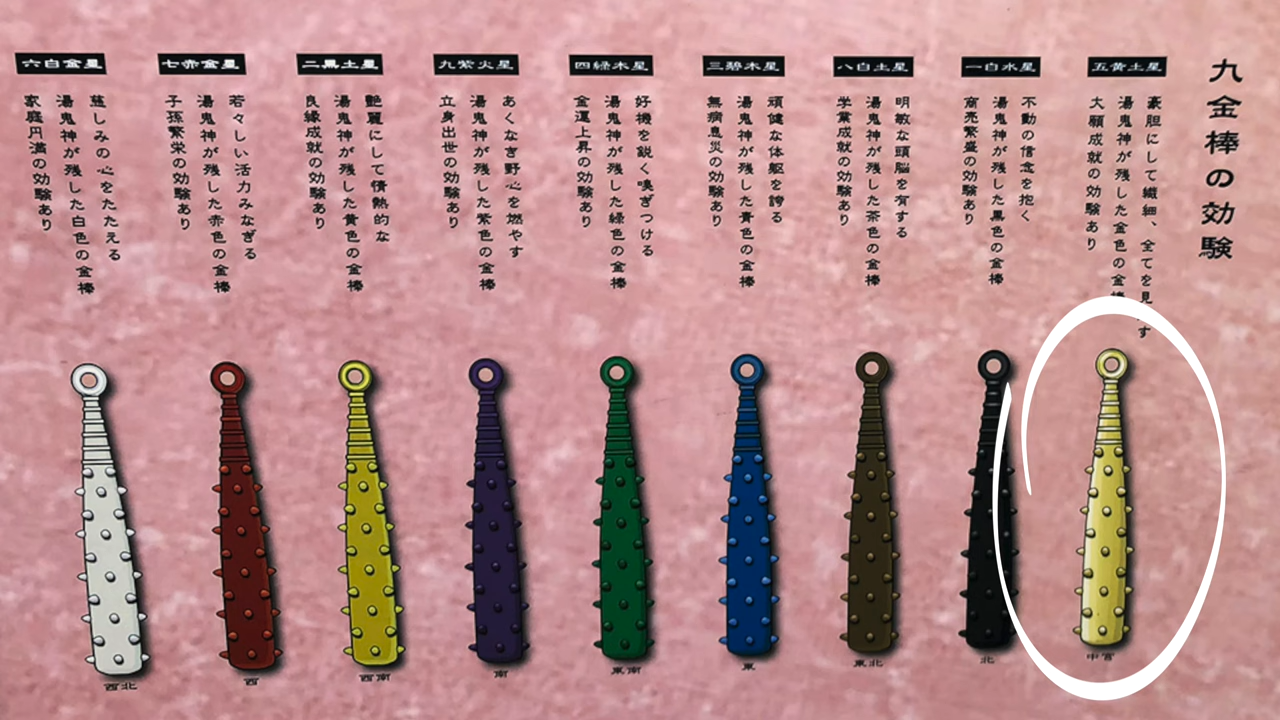 九金棒の効験
五黄土星
豪胆にして繊細、全てを見
す
湯鬼神が残した金色の金棒
大願成就の効験あり
中宮
一白水星
不動の信念を抱く
湯鬼神が残した黒色の金棒
商売繁盛の効験あり
北
八白土星
明敏な頭脳を有する
湯鬼神が残した茶色の金棒
学業成就の効験あり
東北
三碧木星
頑健な体躯を誇る
湯鬼神が残した青色の金棒
無病息災の効験あり
東
四緑木星
好機を鋭く嗅ぎつける
湯鬼神が残した緑色の金棒
金運上昇の効験あり
東南
九紫火星
あくなき野心を燃やす
湯鬼神が残した紫色の金棒
立身出世の効験あり
南
二黒土星
艶麗にして情熱的な
湯鬼神が残した黄色の金棒
良縁成就の効験あり
西南
七赤金星
若々しい活力みなぎる
湯鬼神が残した赤色の金棒
子孫繁栄の効験あり
西
六白金星
慈しみの心をたたえる
湯鬼神が残した白色の金棒
家庭円満の効験あり
西北